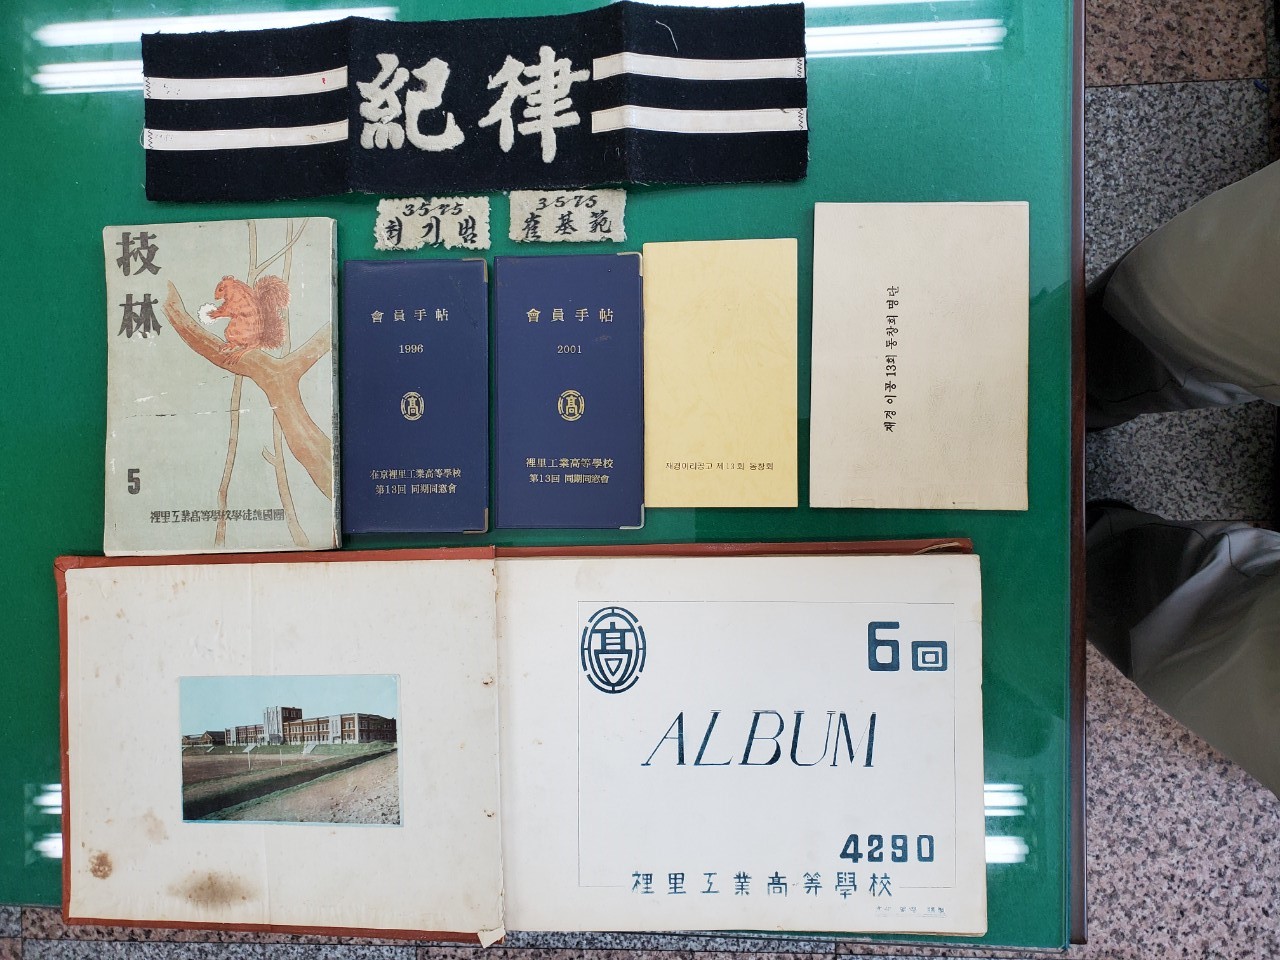 紀律
3575
최기범
3575
崔基範
技林
5
裡里工業高等學校學徒護國團
會員手帖
1996
高
在京裡里工業高等學校
第13回 同期同窓會
會員手帖
2001
高
裡里工業高等學校
第13回 同期同窓會
재경이리공고 제13회 동창회
재경 이공 13회 동창회 명단
高
6回
ALBUM
4290
裡里工業高等學校